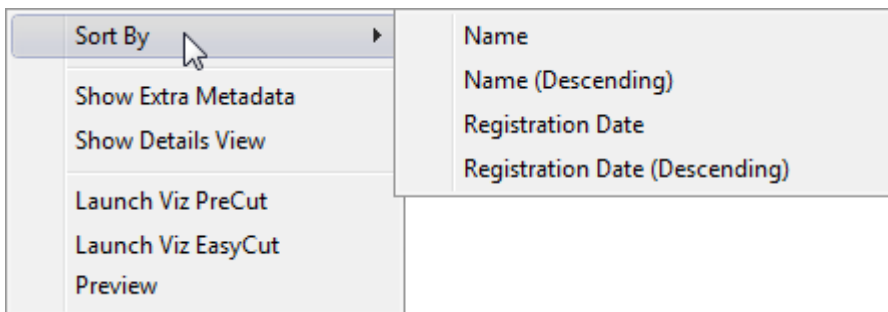 Sort By
Name
Name (Descending)
Registration Date
Registration Date (Descending)
Show Extra Metadata
Show Details View
Launch Viz PreCut
Launch Viz EasyCut
Preview